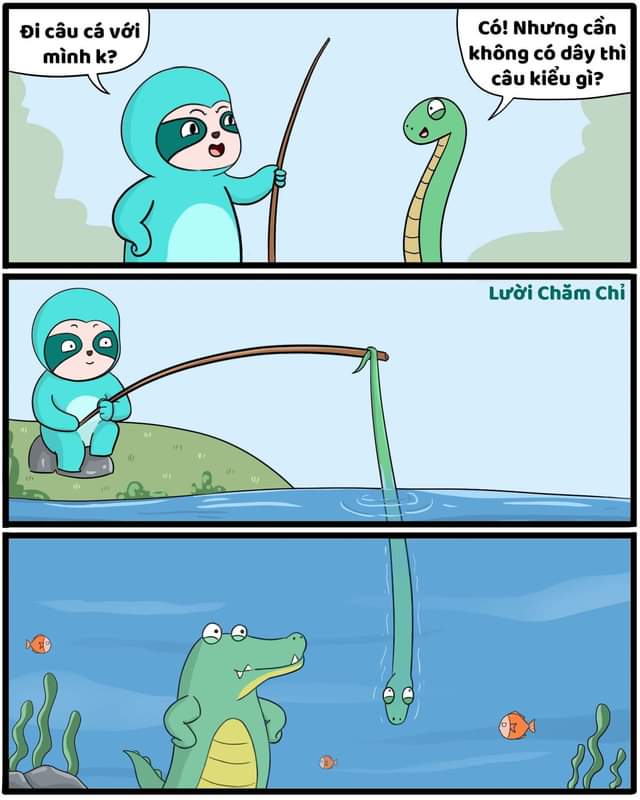 Đi câu cá với
mình k?
Có! Nhưng cần
không có dây thì
câu kiểu gì?
Lười Chăm Chỉ